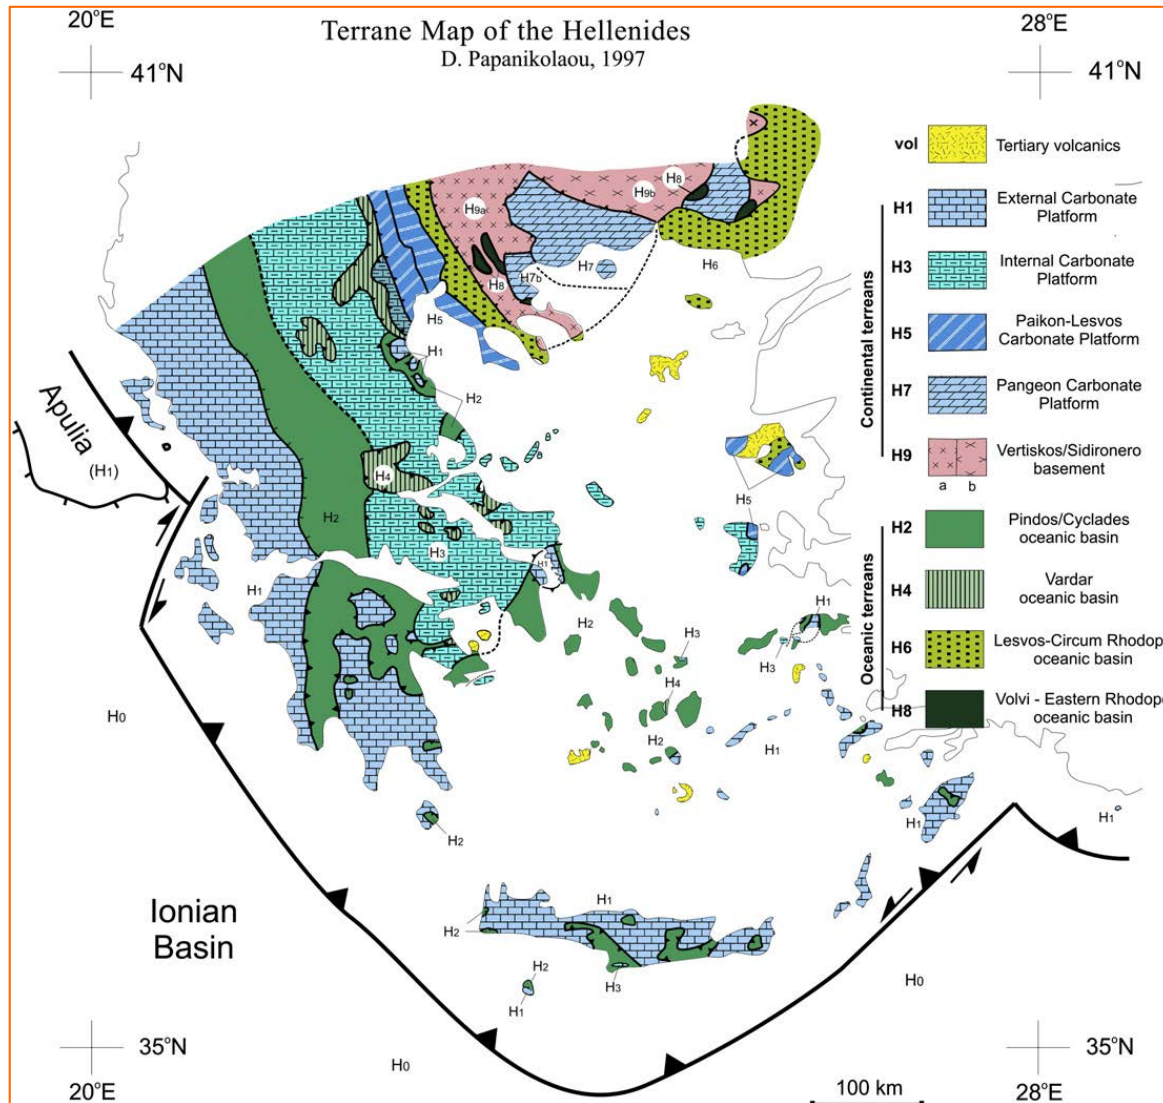 20°E
Terrane Map of the Hellenides
28°E
D. Papanikolaou, 1997
41°N
41°N
vol
Tertiary volcanics
Continental terreans
H1
External Carbonate
Platform
H3
Internal Carbonate
Platform
H5
Paikon-Lesvos
Carbonate Platform
H7
Pangeon Carbonate
Platform
H9
Vertiskos/Sidironero
basement
a
b
Oceanic terreans
H2
Pindos/Cyclades
oceanic basin
H4
Vardar
oceanic basin
H6
Lesvos-Circum Rhodop
oceanic basin
H8
Volvi - Eastern Rhodope
oceanic basin
H8
H9b
H9a
H7
H6
H7b
H8
H5
H1
H2
Apulia
(H1)
H4
H5
H2
H3
H1
H1
H1
H2
H3
H3
H4
H0
H2
H1
H1
H1
H2
Ionian
Basin
H1
H2
H2
H3
H1
H0
H0
35°N
35°N
20°E
100 km
28°E